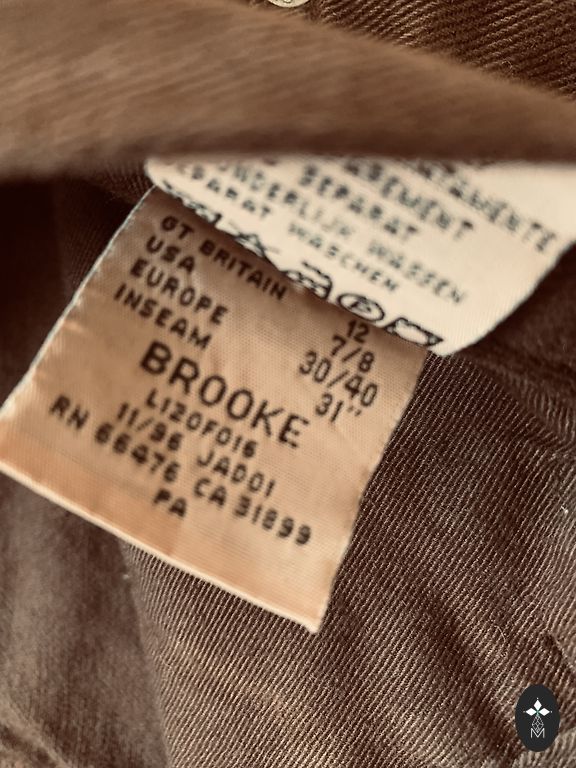 SEPARAT
SEPARAT WASCHEN
GT BRITAIN 12
USA 7/8
EUROPE 30/40
INSEAM 31"
BROOKE
L120F016
11/96 JAD01
RN 66476 CA 31899
PA
M